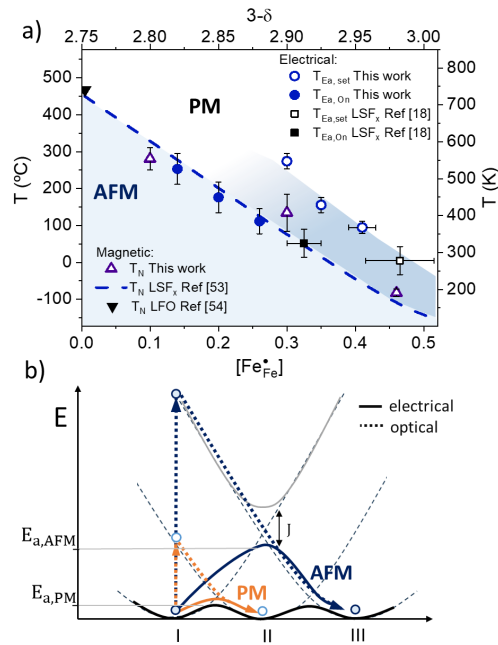 a)
3-δ
2.75 2.80 2.85 2.90 2.95 3.00
Electrical:
T_Ea, set This work
T_Ea, On This work
T_Ea,set LSF_x Ref [18]
T_Ea,On LSF_x Ref [18]
PM
AFM
T (ºC)
500
400
300
200
100
0
-100
T (K)
800
700
600
500
400
300
200
Magnetic:
T_N This work
T_N LSF_x Ref [53]
T_N LFO Ref [54]
0.0 0.1 0.2 0.3 0.4 0.5
[Fe•Fe]
b)
E
electrical
optical
J
E_a,AFM
AFM
PM
E_a,PM
I II III